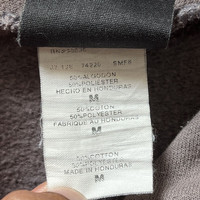 50%ALGODON
50%POLIESTER
HECHO EN HONDURAS
M
50%COTON
50%POLYESTER
FABRIQUE AU HONDURAS
M
50%COTTON
50%POLYESTER
MADE IN HONDURAS
M